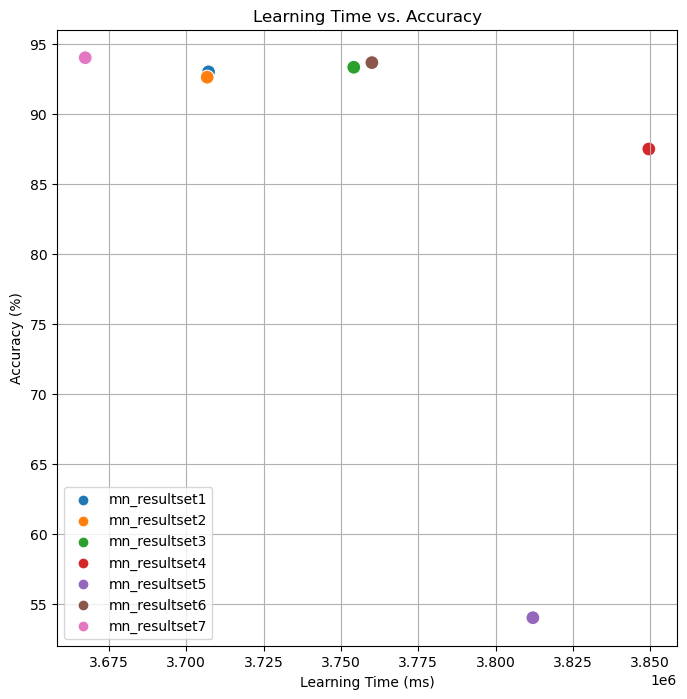 Learning Time vs. Accuracy
Accuracy (%)
95
90
85
80
75
70
65
60
55
mn_resultset1
mn_resultset2
mn_resultset3
mn_resultset4
mn_resultset5
mn_resultset6
mn_resultset7
3.675 3.700 3.725 3.750 3.775 3.800 3.825 3.850
1e6
Learning Time (ms)